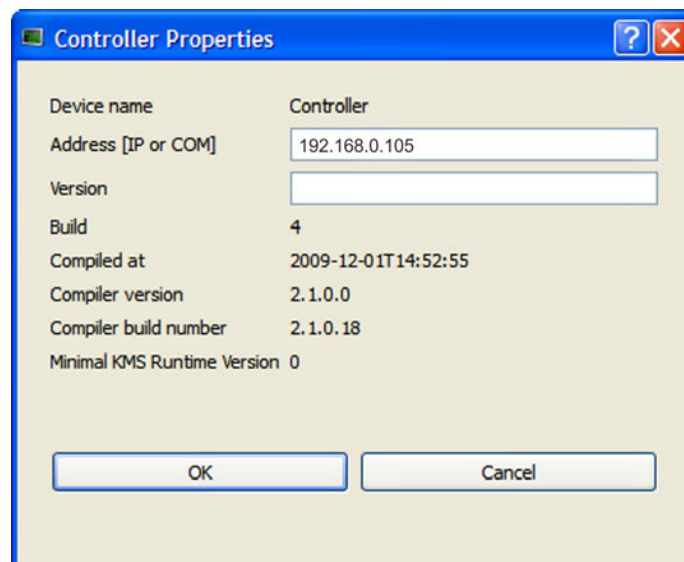 Controller Properties
Device name Controller
Address [IP or COM] 192.168.0.105
Version
Build 4
Compiled at 2009-12-01T14:52:55
Compiler version 2.1.0.0
Compiler build number 2.1.0.18
Minimal KMS Runtime Version 0
OK Cancel